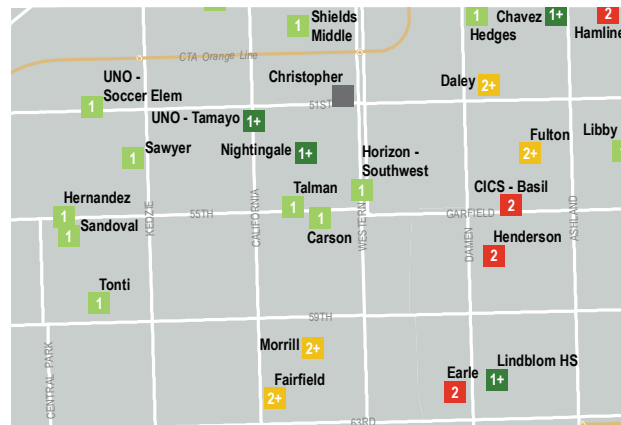 Shields
Middle
1
Chavez
1+
1
Hedges
2
Hamline
CTA Orange Line
UNO -
Soccer Elem
1
Christopher
51ST
Daley
2+
UNO - Tamayo
1+
Sawyer
1
Nightingale
1+
Horizon -
Southwest
1
Fulton
2+
Libby
Hernandez
1
Sandoval
1
Talman
1
Carson
1
CICS - Basil
2
55TH
GARFIELD
KEDZIE
CALIFORNIA
WESTERN
DAMEN
ASHLAND
Henderson
2
Tonti
1
59TH
Morrill
2+
Fairfield
2+
Earle
2
Lindblom HS
1+
CENTRAL PARK
63RD